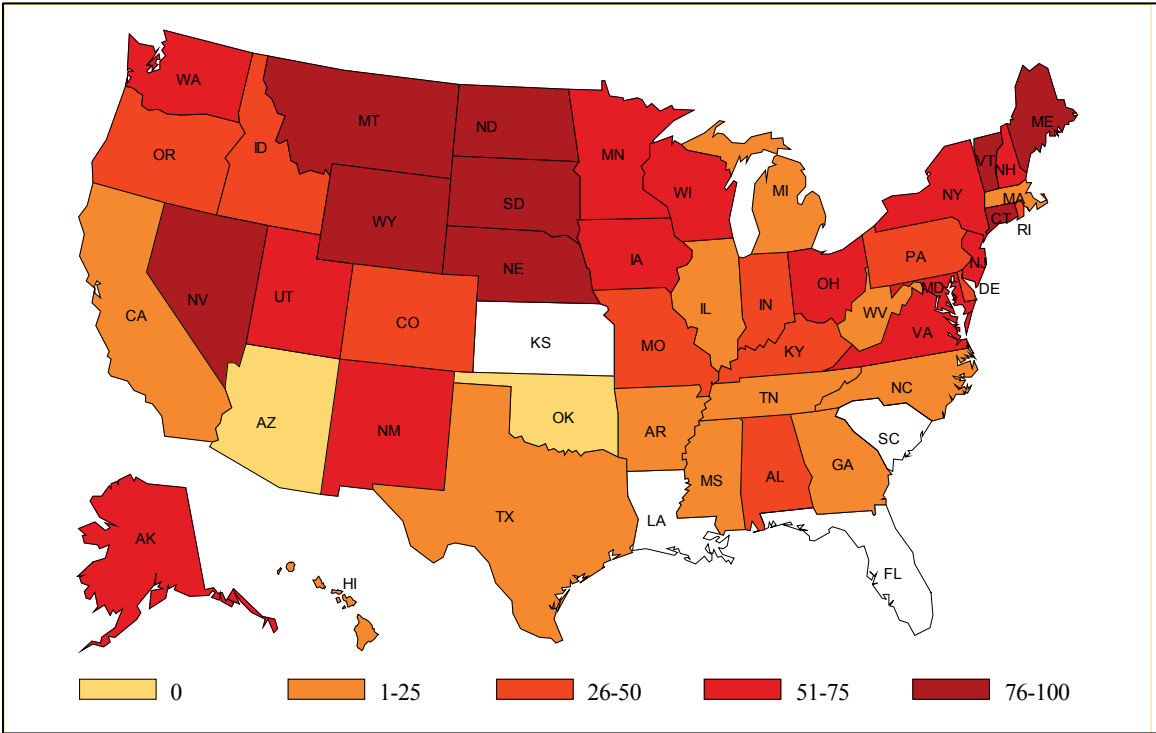 WA
MT
ND
MN
ME
VT
NH
OR
ID
WI
MI
NY
MA
CT
RI
WY
SD
IA
PA
NJ
NE
OH
MD
DE
NV
UT
CO
IL
IN
WV
VA
CA
KS
MO
KY
AZ
NM
OK
AR
TN
NC
SC
TX
LA
MS
AL
GA
AK
HI
FL
0 1-25 26-50 51-75 76-100